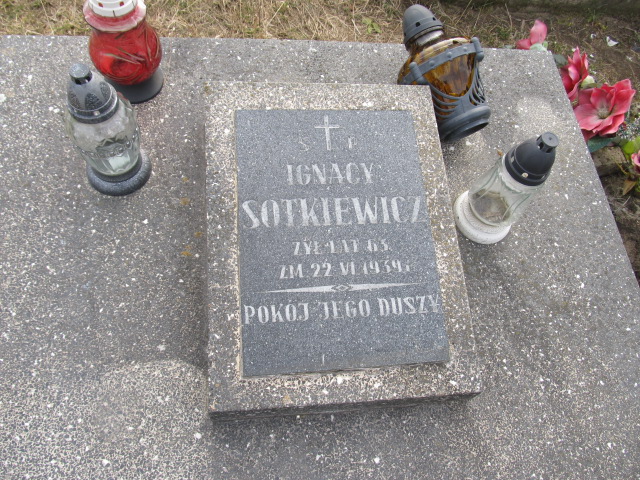 Ś P
IGNACY
SOTKIEWICZ
ŻYŁ LAT 63
ZM 22 VI 1939 r
POKÓJ JEGO DUSZY